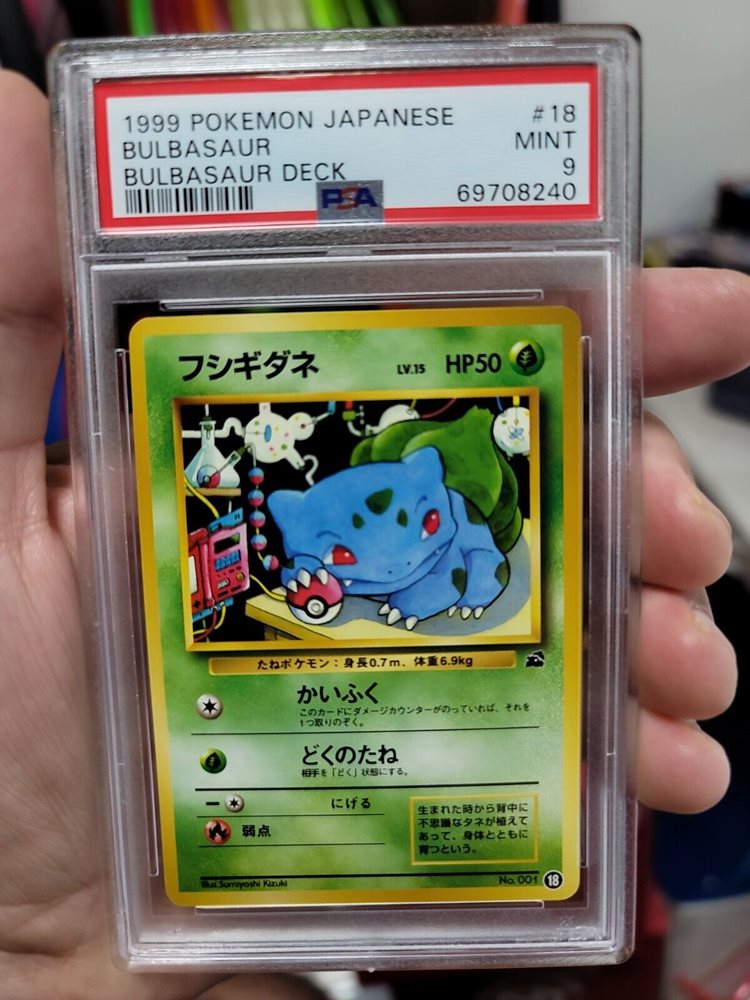 1999 POKEMON JAPANESE #18
BULBASAUR MINT
BULBASAUR DECK 9
PSA 69708240
フシギダネ LV.15 HP50
たねポケモン：身長0.7m、体重6.9kg
かいふく
このカードにダメージカウンターがのっていれば、それを
1つ取りのぞく。
どくのたね
相手を「どく」状態にする。
にげる
弱点
生まれた時から背中に
不思議なタネが植えて
あって、身体とともに
育つという。
Illus.Sumiyoshi Kizuki No. 001 18